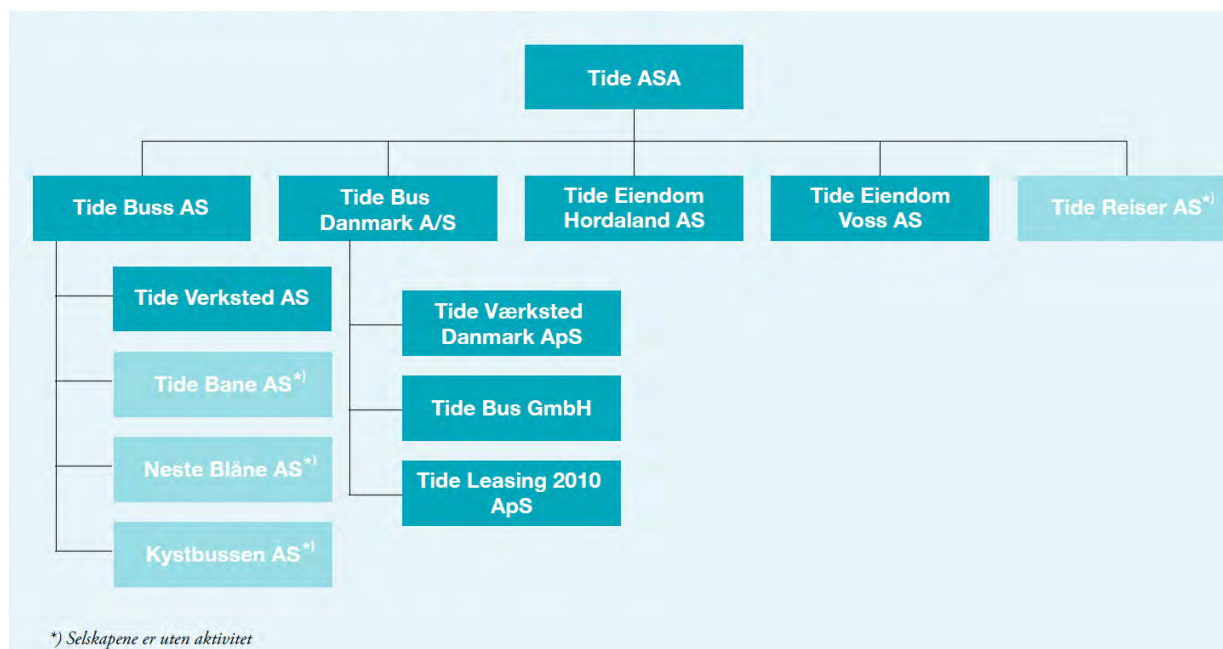 Tide ASA
Tide Buss AS
Tide Bus
Danmark A/S
Tide Eiendom
Hordaland AS
Tide Eiendom
Voss AS
Tide Reiser AS*)
Tide Verksted AS
Tide Bane AS*)
Neste Blåne AS*)
Kystbussen AS*)
Tide Værksted
Danmark ApS
Tide Bus GmbH
Tide Leasing 2010
ApS
*) Selskapene er uten aktivitet